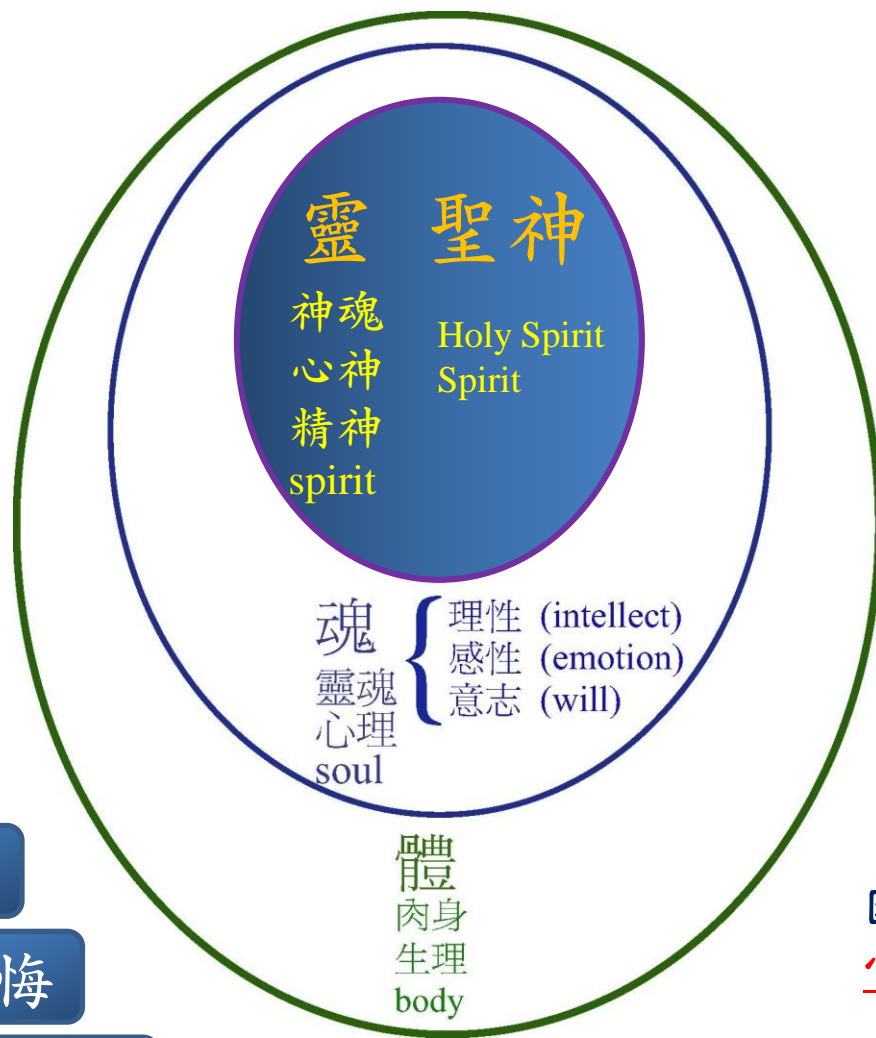 靈 聖神
神魂
心神
精神
spirit
Holy Spirit
Spirit
魂
靈魂
心理
soul
理性 (intellect)
感性 (emotion)
意志 (will)
體
肉身
生理
body
悔